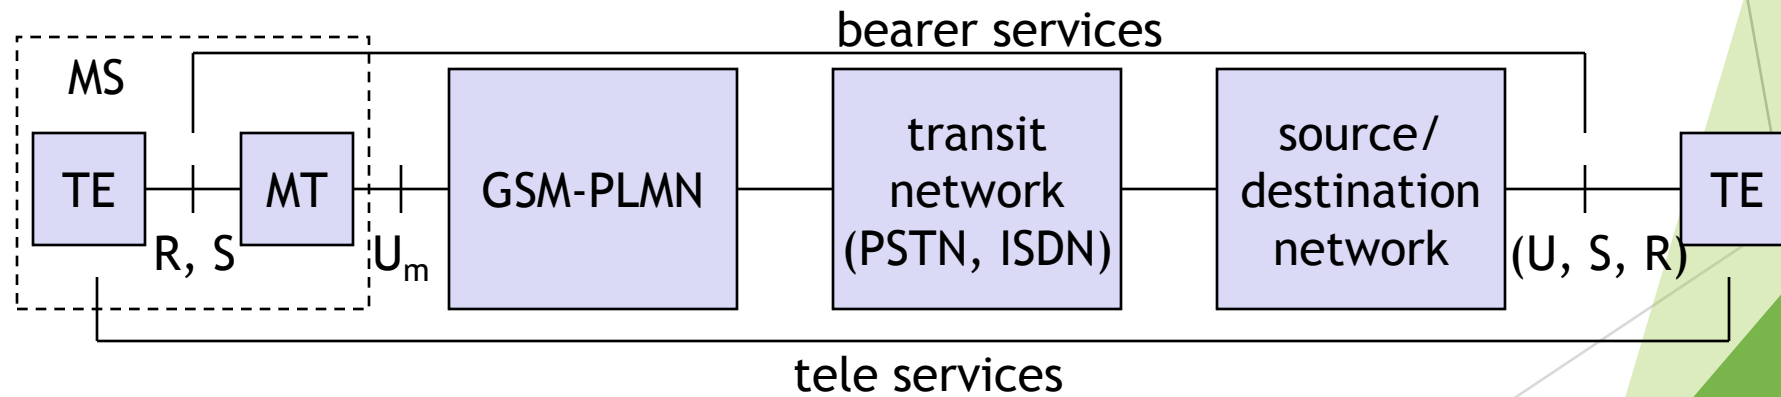 bearer services
MS
TE
MT
GSM-PLMN
transit
network
(PSTN, ISDN)
source/
destination
network
TE
R, S
Um
(U, S, R)
tele services